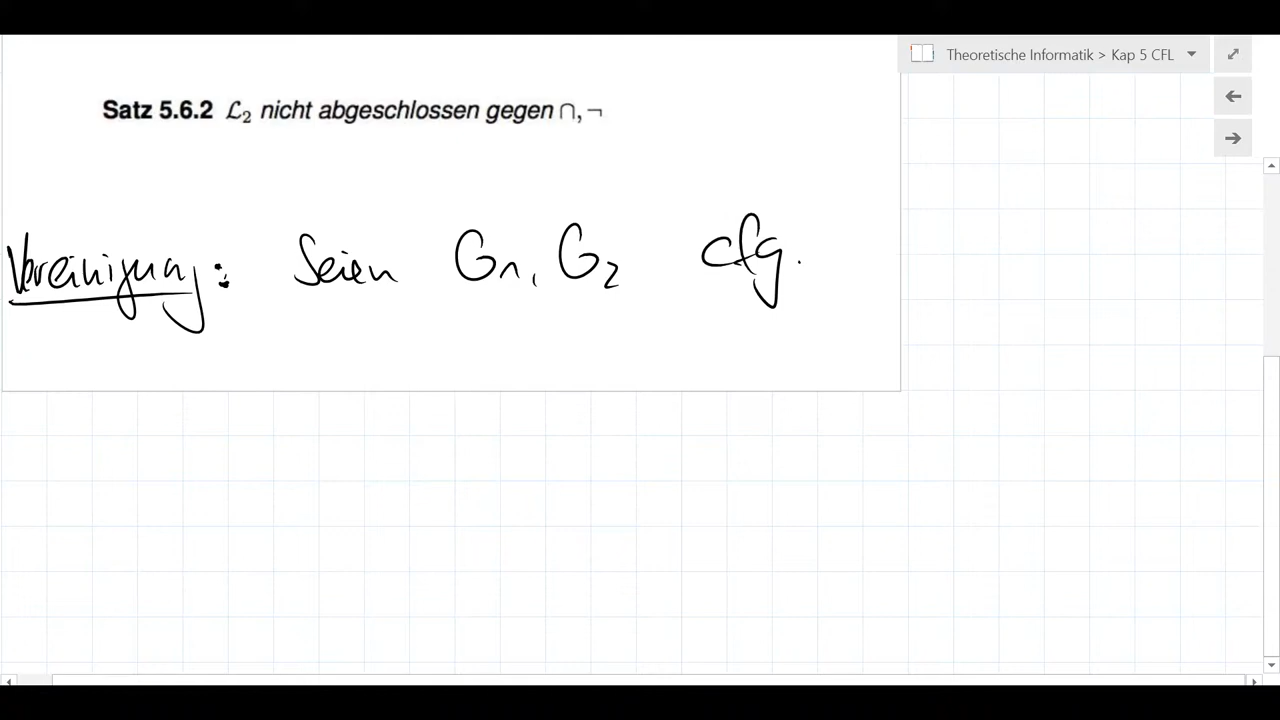 Theoretische Informatik > Kap 5 CFL
Satz 5.6.2 ℒ₂ nicht abgeschlossen gegen ∩, ¬
Vereinigung: Seien G₁, G₂ cfg.